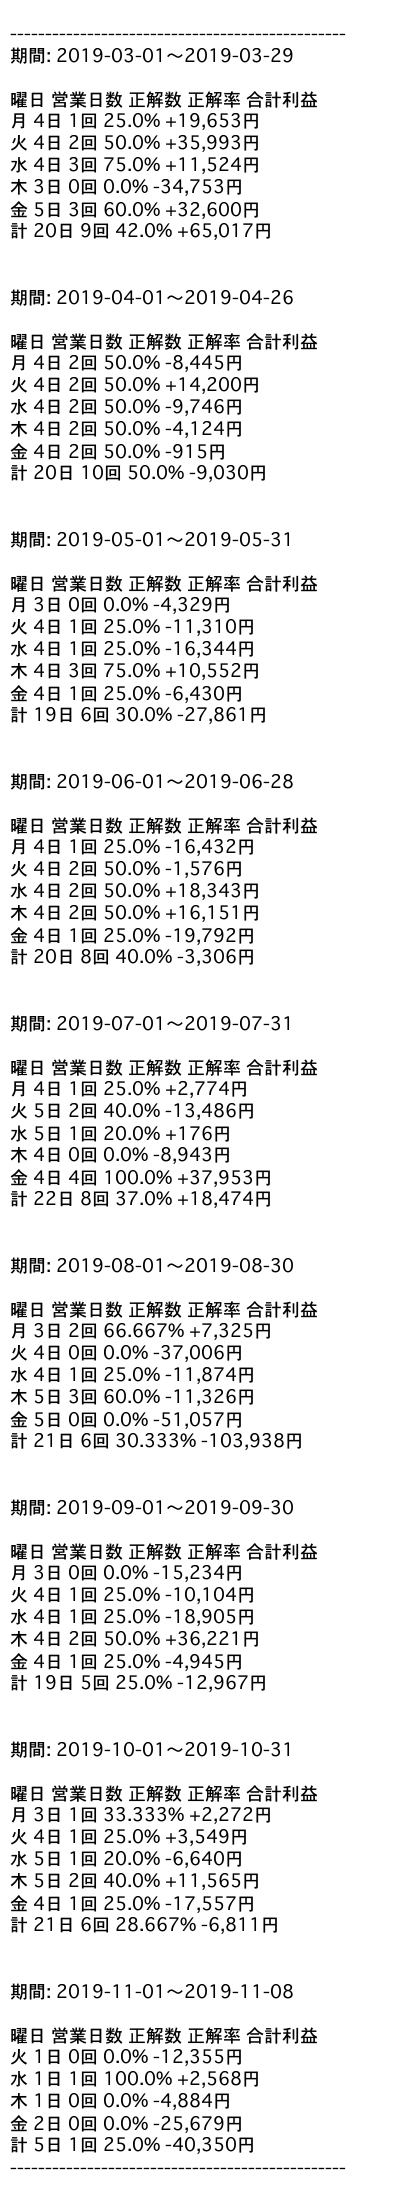 ------------------------------------------------
期間: 2019-03-01〜2019-03-29
曜日 営業日数 正解数 正解率 合計利益
月 4日 1回 25.0% +19,653円
火 4日 2回 50.0% +35,993円
水 4日 3回 75.0% +11,524円
木 3日 0回 0.0% -34,753円
金 5日 3回 60.0% +32,600円
計 20日 9回 42.0% +65,017円
期間: 2019-04-01〜2019-04-26
曜日 営業日数 正解数 正解率 合計利益
月 4日 2回 50.0% -8,445円
火 4日 2回 50.0% +14,200円
水 4日 2回 50.0% -9,746円
木 4日 2回 50.0% -4,124円
金 4日 2回 50.0% -915円
計 20日 10回 50.0% -9,030円
期間: 2019-05-01〜2019-05-31
曜日 営業日数 正解数 正解率 合計利益
月 3日 0回 0.0% -4,329円
火 4日 1回 25.0% -11,310円
水 4日 1回 25.0% -16,344円
木 4日 3回 75.0% +10,552円
金 4日 1回 25.0% -6,430円
計 19日 6回 30.0% -27,861円
期間: 2019-06-01〜2019-06-28
曜日 営業日数 正解数 正解率 合計利益
月 4日 1回 25.0% -16,432円
火 4日 2回 50.0% -1,576円
水 4日 2回 50.0% +18,343円
木 4日 2回 50.0% +16,151円
金 4日 1回 25.0% -19,792円
計 20日 8回 40.0% -3,306円
期間: 2019-07-01〜2019-07-31
曜日 営業日数 正解数 正解率 合計利益
月 4日 1回 25.0% +2,774円
火 5日 2回 40.0% -13,486円
水 5日 1回 20.0% +176円
木 4日 0回 0.0% -8,943円
金 4日 4回 100.0% +37,953円
計 22日 8回 37.0% +18,474円
期間: 2019-08-01〜2019-08-30
曜日 営業日数 正解数 正解率 合計利益
月 3日 2回 66.667% +7,325円
火 4日 0回 0.0% -37,006円
水 4日 1回 25.0% -11,874円
木 5日 3回 60.0% -11,326円
金 5日 0回 0.0% -51,057円
計 21日 6回 30.333% -103,938円
期間: 2019-09-01〜2019-09-30
曜日 営業日数 正解数 正解率 合計利益
月 3日 0回 0.0% -15,234円
火 4日 1回 25.0% -10,104円
水 4日 1回 25.0% -18,905円
木 4日 2回 50.0% +36,221円
金 4日 1回 25.0% -4,945円
計 19日 5回 25.0% -12,967円
期間: 2019-10-01〜2019-10-31
曜日 営業日数 正解数 正解率 合計利益
月 3日 1回 33.333% +2,272円
火 4日 1回 25.0% +3,549円
水 5日 1回 20.0% -6,640円
木 5日 2回 40.0% +11,565円
金 4日 1回 25.0% -17,557円
計 21日 6回 28.667% -6,811円
期間: 2019-11-01〜2019-11-08
曜日 営業日数 正解数 正解率 合計利益
火 1日 0回 0.0% -12,355円
水 1日 1回 100.0% +2,568円
木 1日 0回 0.0% -4,884円
金 2日 0回 0.0% -25,679円
計 5日 1回 25.0% -40,350円
------------------------------------------------